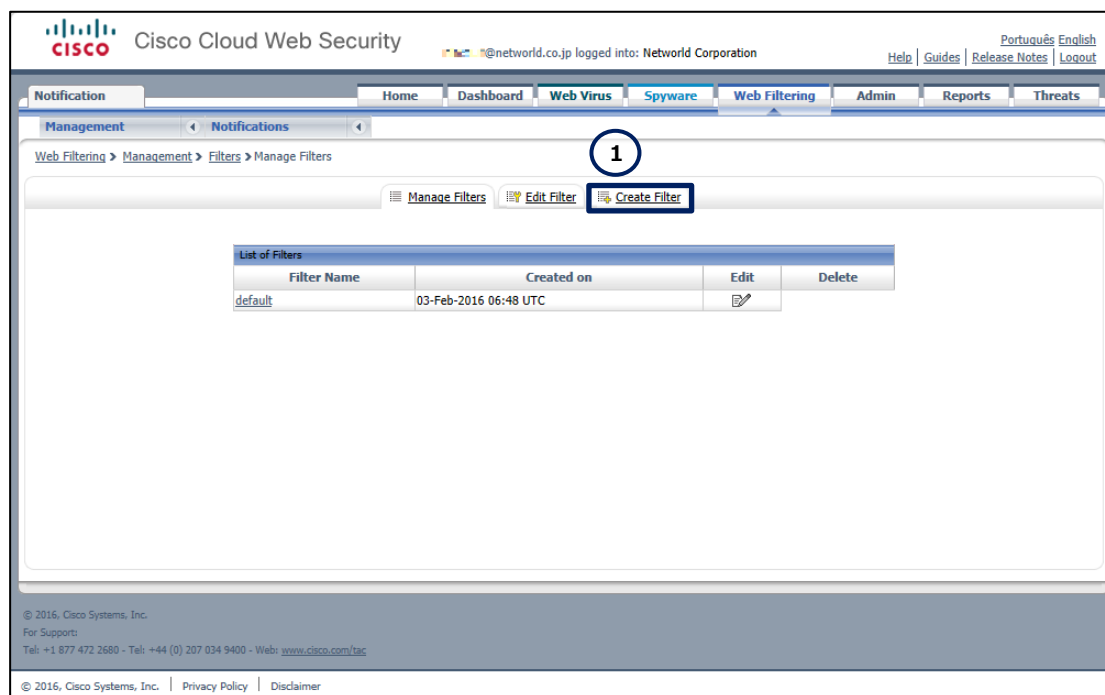 CISCO
Cisco Cloud Web Security
@networld.co.jp logged into: Networld Corporation
Português English
Help | Guides | Release Notes | Logout
Notification
Home Dashboard Web Virus Spyware Web Filtering Admin Reports Threats
Management Notifications
Web Filtering > Management > Filters > Manage Filters
1
Manage Filters Edit Filter Create Filter
List of Filters
Filter Name Created on Edit Delete
default 03-Feb-2016 06:48 UTC
© 2016, Cisco Systems, Inc.
For Support:
Tel: +1 877 472 2680 - Tel: +44 (0) 207 034 9400 - Web: www.cisco.com/tac
© 2016, Cisco Systems, Inc. | Privacy Policy | Disclaimer